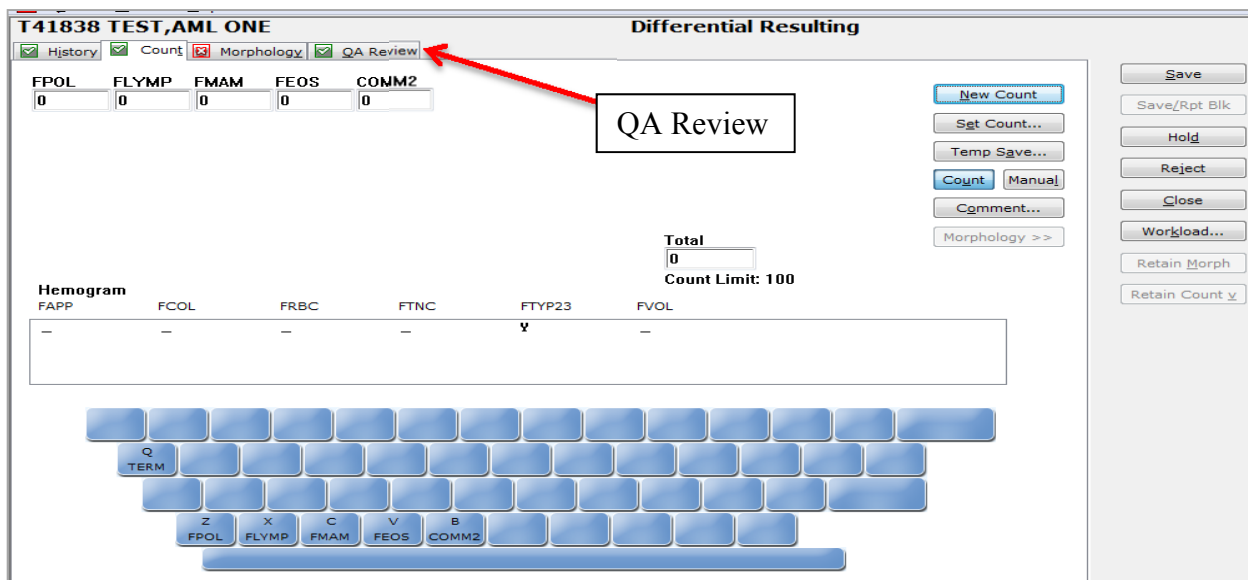 T41838 TEST,AML ONE Differential Resulting
History Count Morphology QA Review
FPOL FLYMP FMAM FEOS COMM2
0 0 0 0 0
QA Review
New Count
Set Count...
Temp Save...
Count Manual
Comment...
Morphology >>
Save
Save/Rpt Blk
Hold
Reject
Close
Workload...
Retain Morph
Retain Count v
Total
0
Count Limit: 100
Hemogram
FAPP FCOL FRBC FTNC FTYP23 FVOL
_ _ _ _ Y _
Q
TERM
Z X C V B
FPOL FLYMP FMAM FEOS COMM2